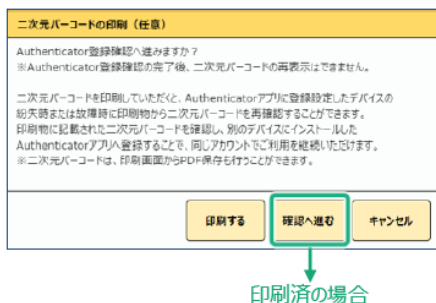 二次元バーコードの印刷（任意）
Authenticator登録確認へ進みますか？
※Authenticator登録確認の完了後、二次元バーコードの再表示はできません。
二次元バーコードを印刷していただくと、Authenticatorアプリに登録設定したデバイスの
紛失時または故障時に印刷物から二次元バーコードを再確認することができます。
印刷物に記載された二次元バーコードを確認し、別のデバイスにインストールした
Authenticatorアプリへ登録することで、同じアカウントでご利用を継続いただけます。
※二次元バーコードは、印刷画面からPDF保存も行うことができます。
印刷する 確認へ進む キャンセル
印刷済の場合